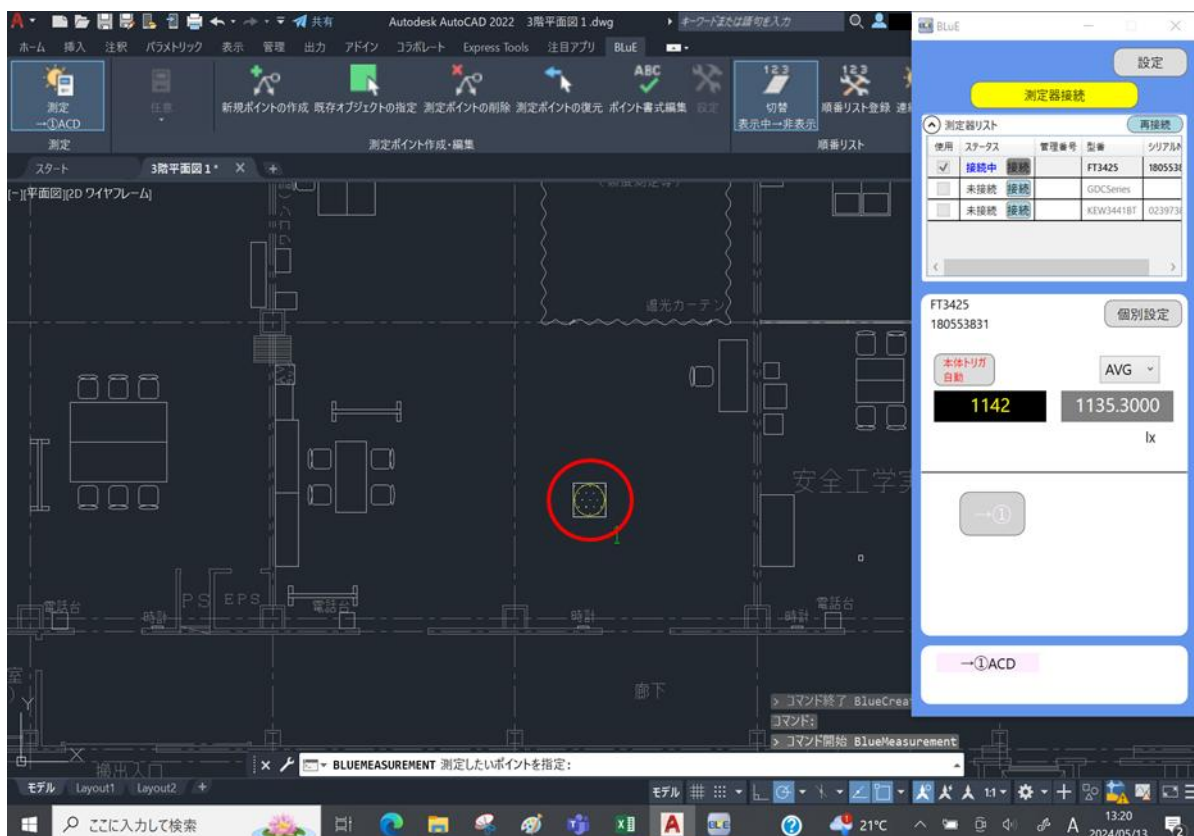 共有
Autodesk AutoCAD 2022 3階平面図1.dwg
キーワードまたは語句を入力
ホーム 挿入 注釈 パラメトリック 表示 管理 出力 アドイン コラボレート Express Tools 注目アプリ BLuE
測定
→①ACD
任意
新規ポイントの作成 既存オブジェクトの指定 測定ポイントの削除 測定ポイントの復元 ポイント書式編集 設定
ABC
123
切替
表示中→非表示
123
順番リスト登録
測定
測定ポイント作成・編集
順番リスト
スタート
3階平面図1*
[-][平面図][2D ワイヤフレーム]
遮光カーテン
安全工学実
1
PS
EPS
電話台
時計
電話台
時計
時計
電話台
室
廊下
搬出入口
Y
X
> コマンド終了 BlueCrea
コマンド:
> コマンド開始 BlueMeasurement
BLUEMEASUREMENT 測定したいポイントを指定:
モデル Layout1 Layout2 +
モデル
1:1
ここに入力して検索
21°C
A
13:20
2024/05/13
2
BLuE
設定
測定器接続
測定器リスト
再接続
使用 ステータス 管理番号 型番 シリアルN
接続中 接続 FT3425 180553
未接続 接続 GDCSeries
未接続 接続 KEW3441BT 023973
FT3425
180553831
個別設定
本体トリガ
自動
AVG
1142
1135.3000
lx
→①
→①ACD